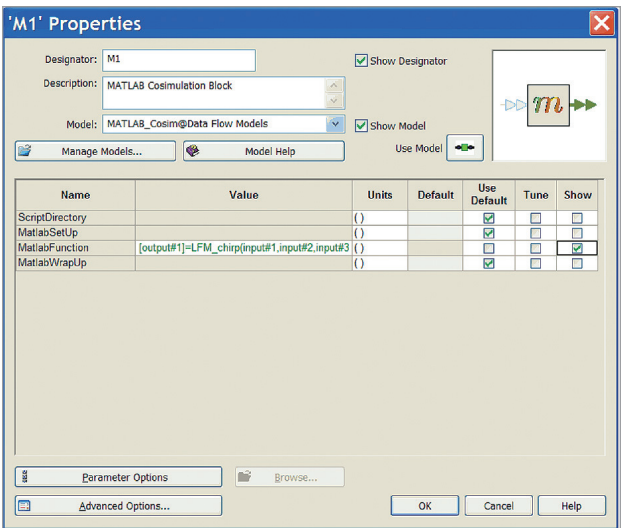 'M1' Properties
Designator: M1
Show Designator
Description: MATLAB Cosimulation Block
Model: MATLAB_Cosim@Data Flow Models
Show Model
Manage Models... Model Help Use Model
m
Name Value Units Default Use Default Tune Show
ScriptDirectory ( )
MatlabSetUp ( )
MatlabFunction [output#1]=LFM_chirp(input#1,input#2,input#3 ( )
MatlabWrapUp ( )
Parameter Options Browse...
Advanced Options... OK Cancel Help